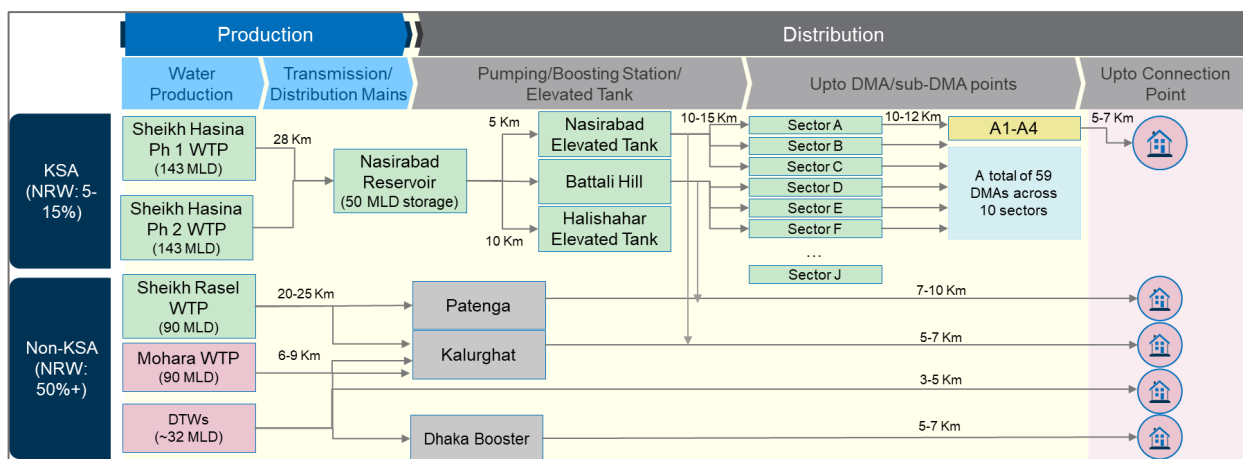 Production
Distribution
Water
Production
Transmission/
Distribution Mains
Pumping/Boosting Station/
Elevated Tank
Upto DMA/sub-DMA points
Upto Connection
Point
KSA
(NRW: 5-
15%)
Sheikh Hasina
Ph 1 WTP
(143 MLD)
Sheikh Hasina
Ph 2 WTP
(143 MLD)
28 Km
Nasirabad
Reservoir
(50 MLD storage)
5 Km
10 Km
Nasirabad
Elevated Tank
Battali Hill
Halishahar
Elevated Tank
10-15 Km
Sector A
Sector B
Sector C
Sector D
Sector E
Sector F
...
Sector J
10-12 Km
A1-A4
A total of 59
DMAs across
10 sectors
5-7 Km
Non-KSA
(NRW:
50%+)
Sheikh Rasel
WTP
(90 MLD)
Mohara WTP
(90 MLD)
DTWs
(~32 MLD)
20-25 Km
6-9 Km
Patenga
Kalurghat
Dhaka Booster
7-10 Km
5-7 Km
3-5 Km
5-7 Km